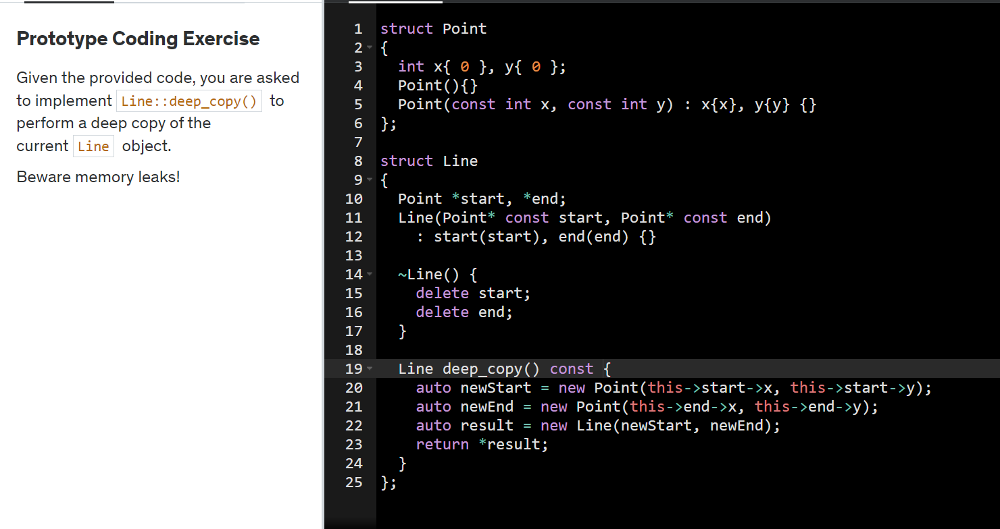 Prototype Coding Exercise
Given the provided code, you are asked
to implement Line::deep_copy() to
perform a deep copy of the
current Line object.
Beware memory leaks!
1 struct Point
2 {
3   int x{ 0 }, y{ 0 };
4   Point(){}
5   Point(const int x, const int y) : x{x}, y{y} {}
6 };
7
8 struct Line
9 {
10   Point *start, *end;
11   Line(Point* const start, Point* const end)
12     : start(start), end(end) {}
13
14   ~Line() {
15     delete start;
16     delete end;
17   }
18
19   Line deep_copy() const {
20     auto newStart = new Point(this->start->x, this->start->y);
21     auto newEnd = new Point(this->end->x, this->end->y);
22     auto result = new Line(newStart, newEnd);
23     return *result;
24   }
25 };